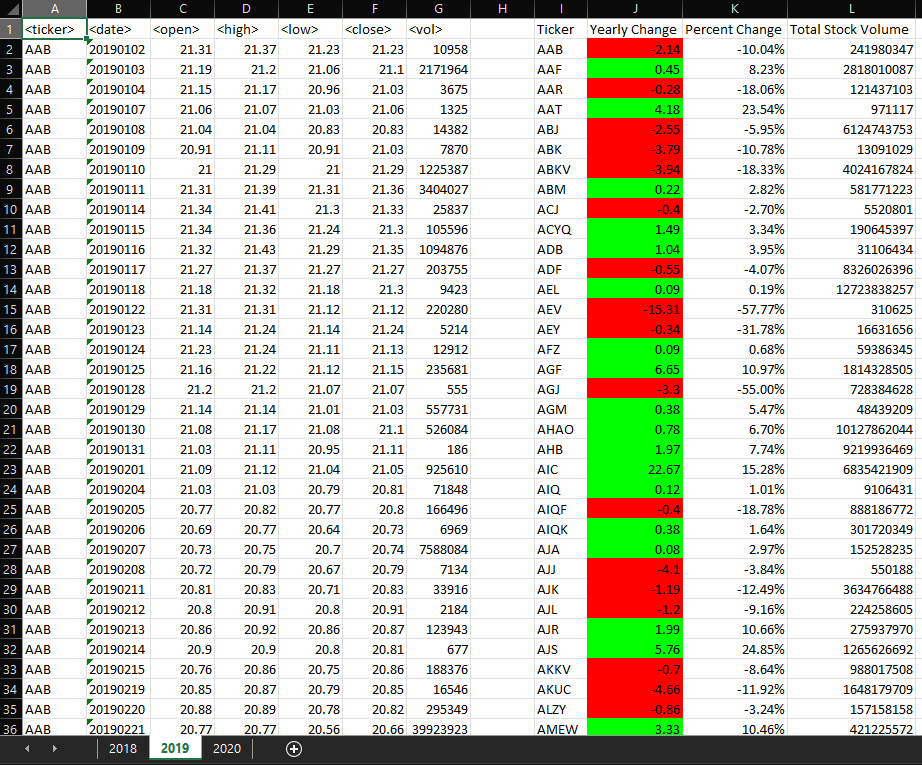 A B C D E F G H I J K L
1 <ticker> <date> <open> <high> <low> <close> <vol> Ticker Yearly Change Percent Change Total Stock Volume
2 AAB 20190102 21.31 21.37 21.23 21.23 10958 AAB -2.14 -10.04% 241980347
3 AAB 20190103 21.19 21.2 21.06 21.1 2171964 AAF 0.45 8.23% 2818010087
4 AAB 20190104 21.15 21.17 20.96 21.03 3675 AAR -0.28 -18.06% 121437103
5 AAB 20190107 21.06 21.07 21.03 21.06 1325 AAT 4.18 23.54% 971117
6 AAB 20190108 21.04 21.04 20.83 20.83 14382 ABJ -2.55 -5.95% 6124743753
7 AAB 20190109 20.91 21.11 20.91 21.03 7870 ABK -3.79 -10.78% 13091029
8 AAB 20190110 21 21.29 21 21.29 1225387 ABKV -3.94 -18.33% 4024167824
9 AAB 20190111 21.31 21.39 21.31 21.36 3404027 ABM 0.22 2.82% 581771223
10 AAB 20190114 21.34 21.41 21.3 21.33 25837 ACJ -0.4 -2.70% 5520801
11 AAB 20190115 21.34 21.36 21.24 21.3 105596 ACYQ 1.49 3.34% 190645397
12 AAB 20190116 21.32 21.43 21.29 21.35 1094876 ADB 1.04 3.95% 31106434
13 AAB 20190117 21.27 21.37 21.27 21.27 203755 ADF -0.55 -4.07% 8326026396
14 AAB 20190118 21.18 21.32 21.18 21.3 9423 AEL 0.09 0.19% 12723838257
15 AAB 20190122 21.31 21.31 21.12 21.12 220280 AEV -15.31 -57.77% 310625
16 AAB 20190123 21.14 21.24 21.14 21.24 5214 AEY -0.34 -31.78% 16631656
17 AAB 20190124 21.23 21.24 21.11 21.13 12912 AFZ 0.09 0.68% 59386345
18 AAB 20190125 21.16 21.22 21.12 21.15 235681 AGF 6.65 10.97% 1814328505
19 AAB 20190128 21.2 21.2 21.07 21.07 555 AGJ -3.3 -55.00% 728384628
20 AAB 20190129 21.14 21.14 21.01 21.03 557731 AGM 0.38 5.47% 48439209
21 AAB 20190130 21.08 21.17 21.08 21.1 526084 AHAO 0.78 6.70% 10127862044
22 AAB 20190131 21.03 21.11 20.95 21.11 186 AHB 1.97 7.74% 9219936469
23 AAB 20190201 21.09 21.12 21.04 21.05 925610 AIC 22.67 15.28% 6835421909
24 AAB 20190204 21.03 21.03 20.79 20.81 71848 AIQ 0.12 1.01% 9106431
25 AAB 20190205 20.77 20.82 20.77 20.8 166496 AIQF -0.4 -18.78% 888186772
26 AAB 20190206 20.69 20.77 20.64 20.73 6969 AIQK 0.38 1.64% 301720349
27 AAB 20190207 20.73 20.75 20.7 20.74 7588084 AJA 0.08 2.97% 152528235
28 AAB 20190208 20.72 20.79 20.67 20.79 7134 AJJ -4.1 -3.84% 550188
29 AAB 20190211 20.81 20.83 20.71 20.83 33916 AJK -1.19 -12.49% 3634766488
30 AAB 20190212 20.8 20.91 20.8 20.91 2184 AJL -1.2 -9.16% 224258605
31 AAB 20190213 20.86 20.92 20.86 20.87 123943 AJR 1.99 10.66% 275937970
32 AAB 20190214 20.9 20.9 20.8 20.81 677 AJS 5.76 24.85% 1265626692
33 AAB 20190215 20.76 20.86 20.75 20.86 188376 AKKV -0.7 -8.64% 988017508
34 AAB 20190219 20.85 20.87 20.79 20.85 16546 AKUC -4.66 -11.92% 1648179709
35 AAB 20190220 20.88 20.89 20.78 20.82 295349 ALZY -0.86 -3.24% 157158158
36 AAB 20190221 20.77 20.77 20.56 20.66 39923923 AMEW 3.33 10.46% 421225572
2018 2019 2020